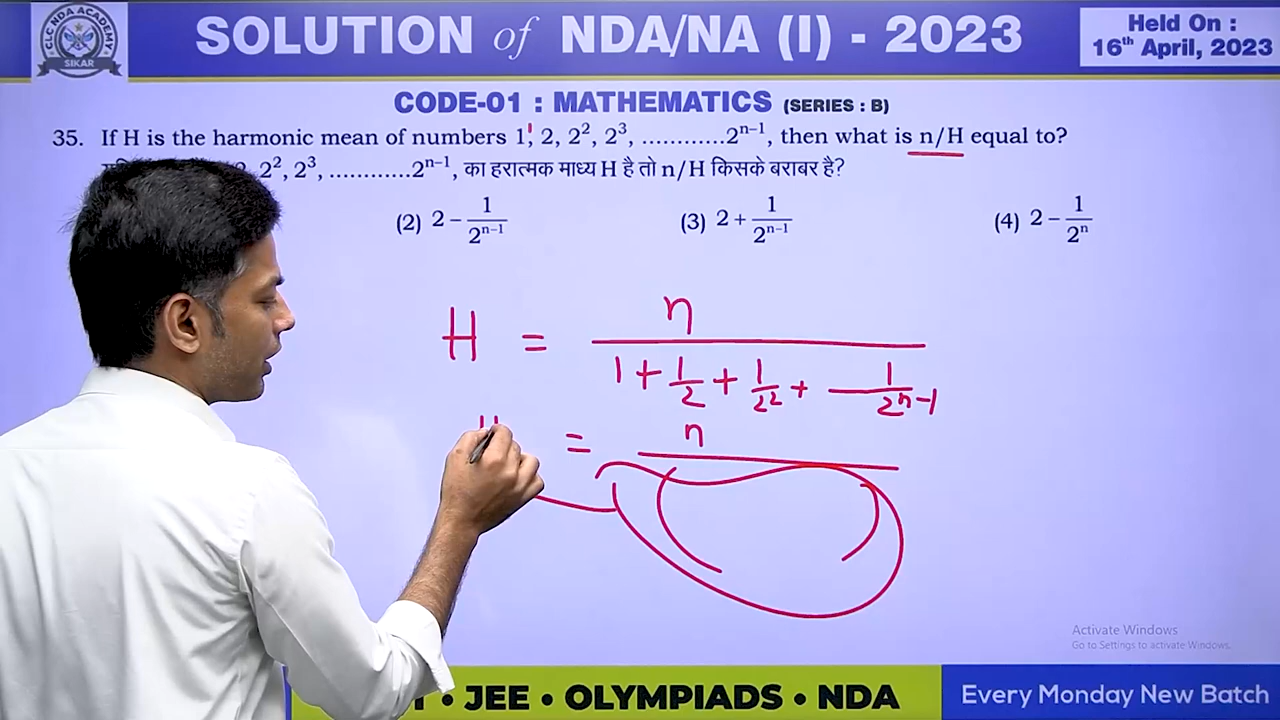 CLC NDA ACADEMY
SIKAR
SOLUTION of NDA/NA (I) - 2023
Held On :
16th April, 2023
CODE-01 : MATHEMATICS (SERIES : B)
35. If H is the harmonic mean of numbers 1, 2, 2², 2³, ............2ⁿ⁻¹, then what is n/H equal to?
2², 2³, ............2ⁿ⁻¹, का हरात्मक माध्य H है तो n/H किसके बराबर है?
(2) 2 - 1/2ⁿ⁻¹ (3) 2 + 1/2ⁿ⁻¹ (4) 2 - 1/2ⁿ
H = n / (1 + 1/2 + 1/2² + — 1/2ⁿ-1)
= n
Activate Windows
Go to Settings to activate Windows.
• JEE • OLYMPIADS • NDA
Every Monday New Batch